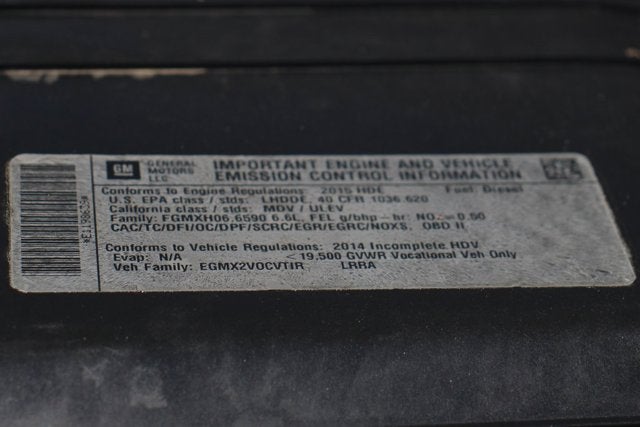 GM GENERAL MOTORS LLC
IMPORTANT ENGINE AND VEHICLE
EMISSION CONTROL INFORMATION
Conforms to Engine Regulations: 2015 HDE Fuel: Diesel
U.S. EPA class / stds: LHDDE, 40 CFR 1036.620
California class / stds: MDV / ULEV
Family: FGMXH06.6590 6.6L, FEL g/bhp-hr: NOx = 0.50
CAC/TC/DFI/OC/DPF/SCRC/EGR/EGRC/NOXS, OBD II
Conforms to Vehicle Regulations: 2014 Incomplete HDV
Evap: N/A < 19,500 GVWR Vocational Veh Only
Veh Family: EGMX2VOCVTIR LRRA